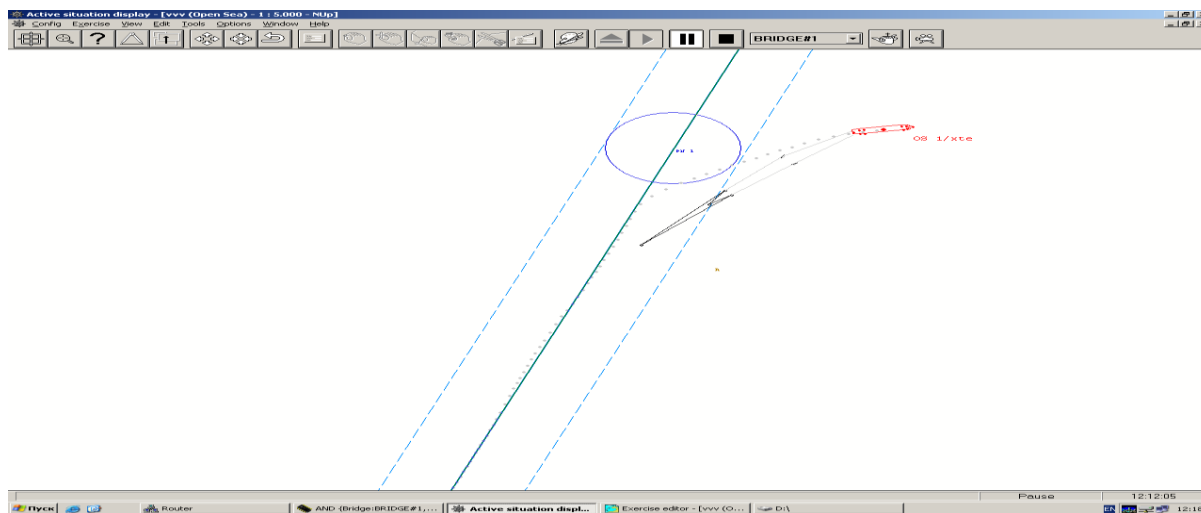 Active situation display - [vvv (Open Sea) - 1 : 5,000 - NUp]
Config Exercise View Edit Tools Options Window Help
BRIDGE#1
OS 1/xte
Pause 12:12:05
Пуск Router AND (Bridge:BRIDGE#1,... Active situation displ... Exercise editor - [vvv (O... D:\ EN